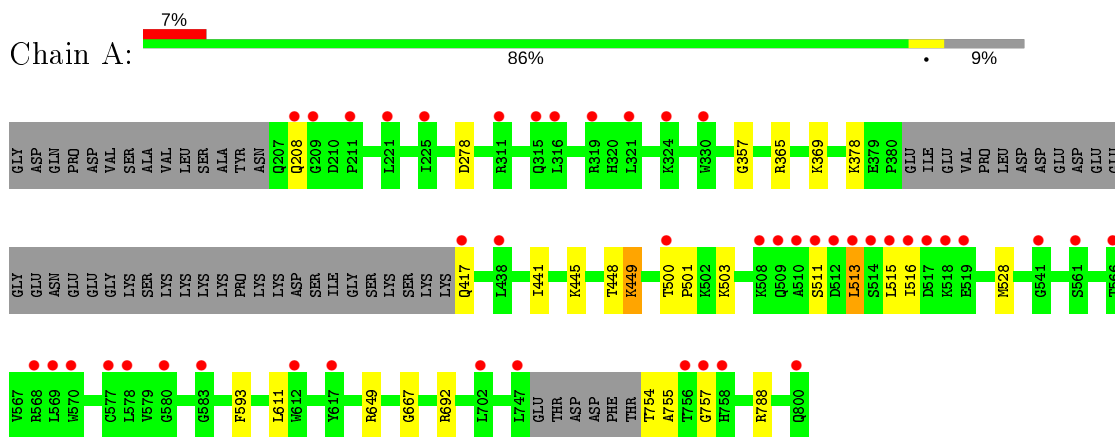 7%
Chain A:
86%
•
9%
GLY ASP GLN PRO ASP VAL SER ALA VAL LEU SER ALA TYR ASN Q207 Q208 G209 D210 P211 L221 I225 D278 R311 Q315 L316 R319 H320 L321 K324 W330 G357 R365 K369 K378 E379 P380 GLU ILE GLU VAL PRO LEU ASP ASP GLU ASP GLU GLU
GLY GLU ASN GLU GLU GLY LYS SER LYS LYS LYS LYS PRO LYS LYS ASP SER ILE GLY SER LYS SER LYS LYS Q417 L438 I441 K445 T448 K449 T500 P501 K502 K503 K508 Q509 A510 S511 D512 L513 S514 L515 I516 D517 K518 E519 M528 G541 S561 T566
V567 R568 L569 W570 C577 L578 V579 G580 G583 F593 L611 W612 Y617 R649 G667 R692 L702 L747 GLU THR ASP ASP PHE THR T754 A755 T756 G757 H758 R788 Q800